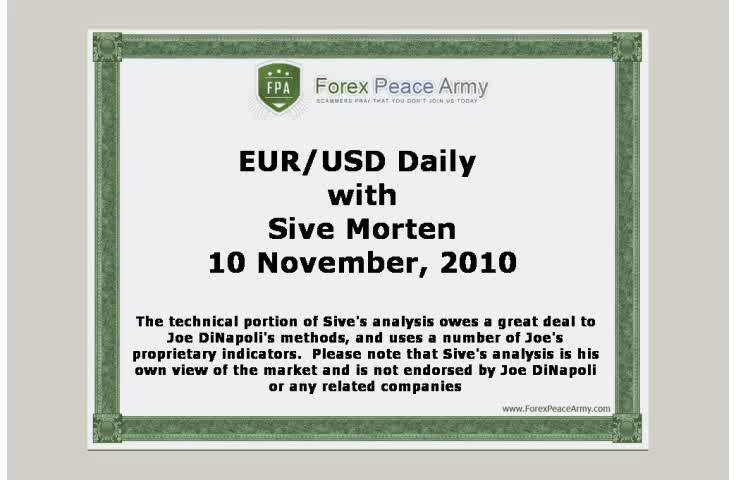 FPA
Forex Peace Army
SCAMMERS PRAY THAT YOU DON'T JOIN US TODAY
EUR/USD Daily
with
Sive Morten
10 November, 2010
The technical portion of Sive's analysis owes a great deal to
Joe DiNapoli's methods, and uses a number of Joe's
proprietary indicators.  Please note that Sive's analysis is his
own view of the market and is not endorsed by Joe DiNapoli
or any related companies
www.ForexPeaceArmy.com